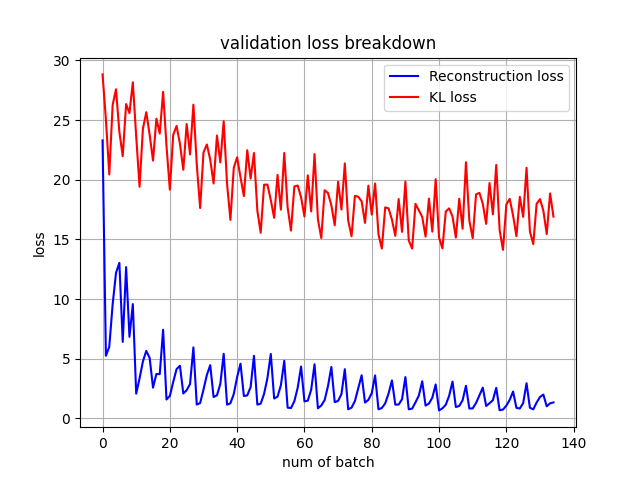 validation loss breakdown
Reconstruction loss
KL loss
30
25
20
15
10
5
0
loss
0 20 40 60 80 100 120 140
num of batch